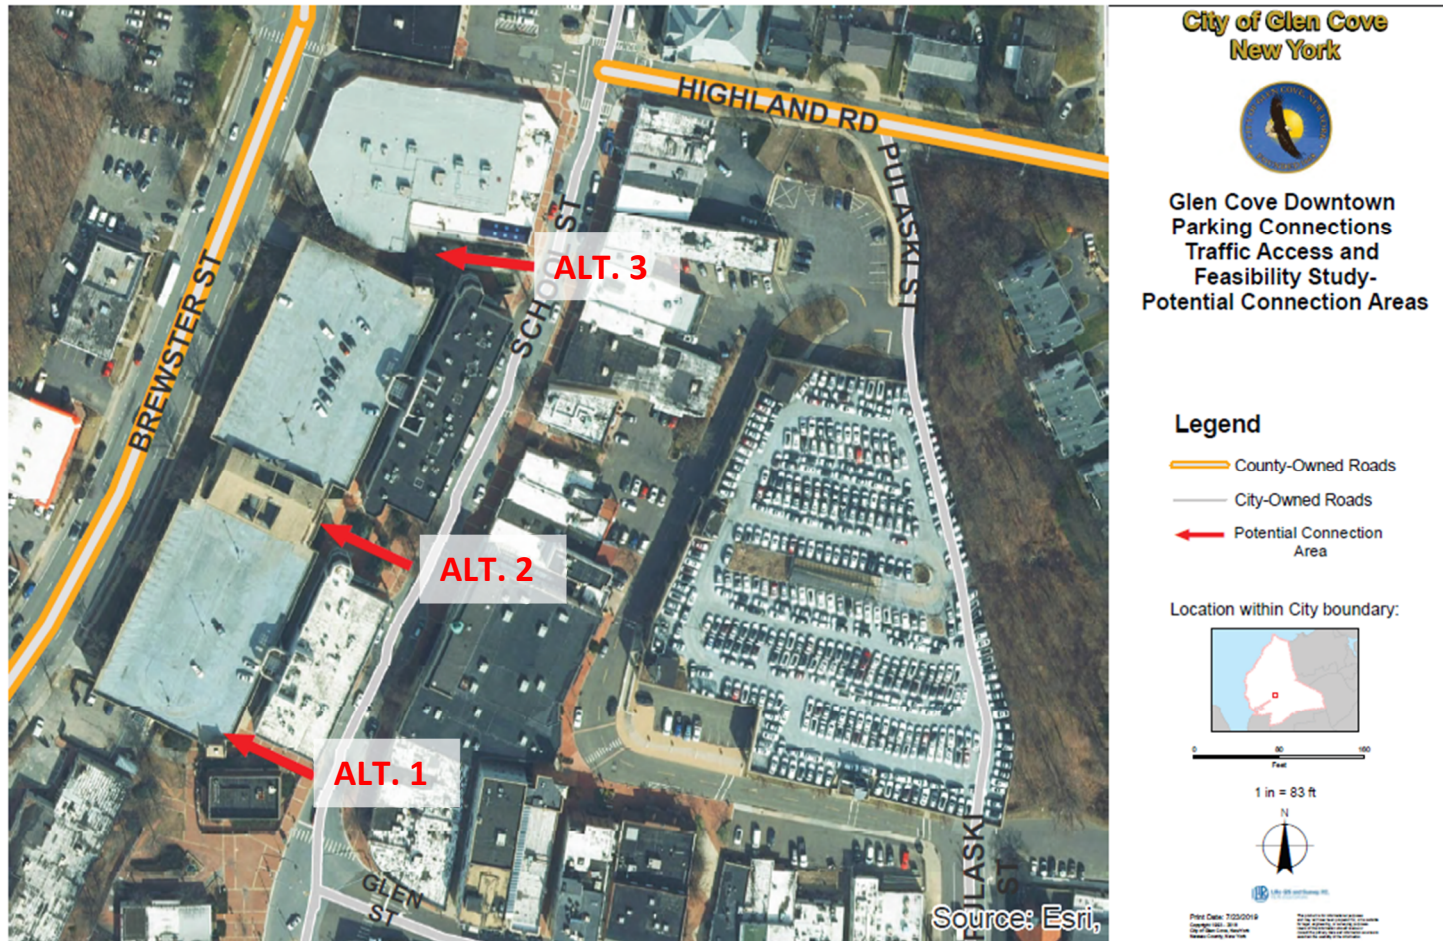 City of Glen Cove
New York
Glen Cove Downtown
Parking Connections
Traffic Access and
Feasibility Study-
Potential Connection Areas
Legend
County-Owned Roads
City-Owned Roads
Potential Connection
Area
Location within City boundary:
0 80 160
Feet
1 in = 83 ft
N
Print Date: 7/23/2019
HIGHLAND RD
PULASKI ST
BREWSTER ST
SCHOOL ST
ALT. 3
ALT. 2
ALT. 1
GLEN
ST
PULASKI
ST
Source: Esri,